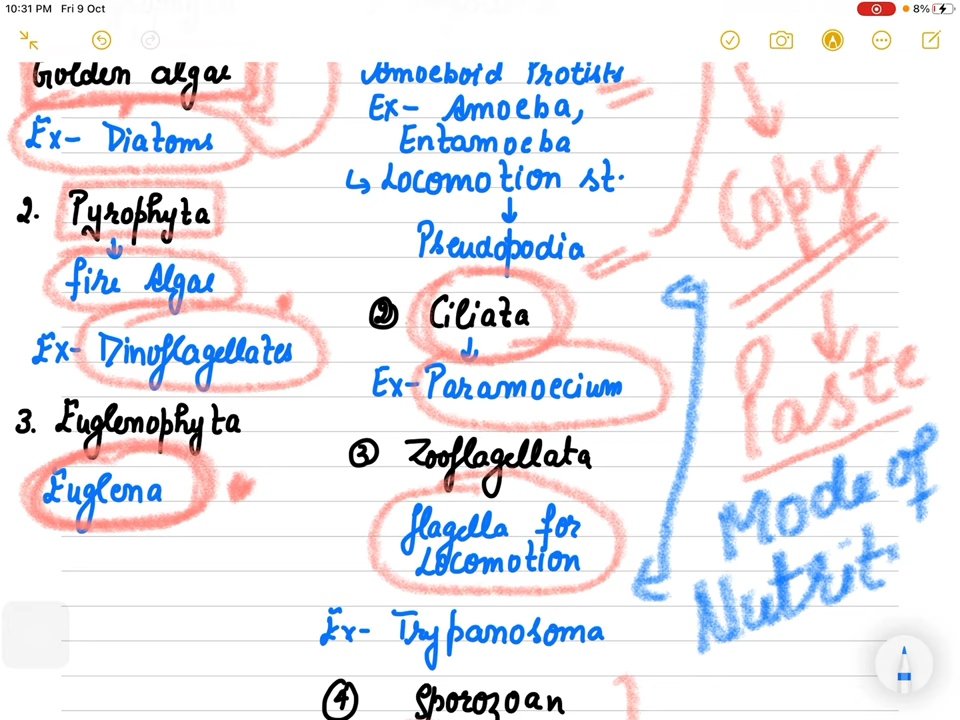 10:31 PM Fri 9 Oct
8%
Golden algae
Ex- Diatoms
2. Pyrophyta
fire Algae
Ex- Dinoflagellates
3. Euglenophyta
Euglena
Amoeboid Protists
Ex- Amoeba,
Entamoeba
↳ Locomotion st.
Pseudopodia
② Ciliata
Ex- Paramoecium
③ Zooflagellata
flagella for
Locomotion
Ex- Trypanosoma
④ Sporozoan
Copy
Paste
Mode of
Nutrit.